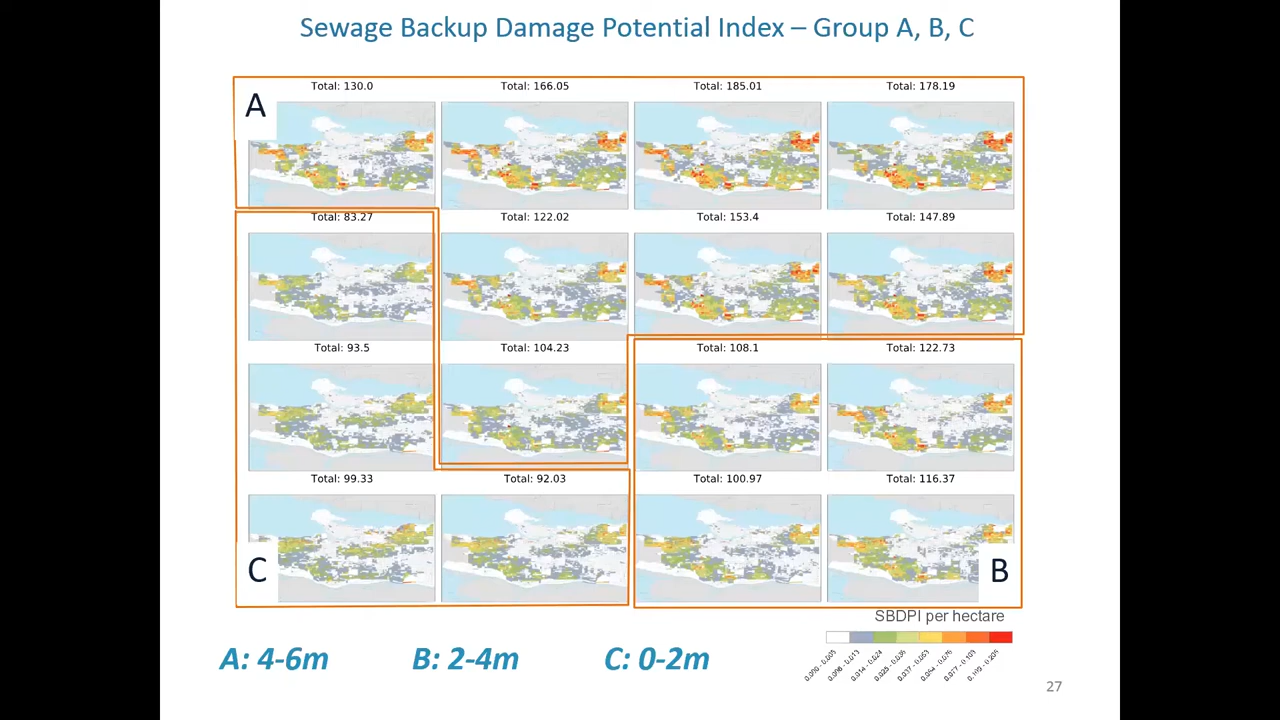 Sewage Backup Damage Potential Index – Group A, B, C
Total: 130.0
Total: 166.05
Total: 185.01
Total: 178.19
A
Total: 83.27
Total: 122.02
Total: 153.4
Total: 147.89
Total: 93.5
Total: 104.23
Total: 108.1
Total: 122.73
Total: 99.33
Total: 92.03
Total: 100.97
Total: 116.37
C
B
SBDPI per hectare
A: 4-6m
B: 2-4m
C: 0-2m
27